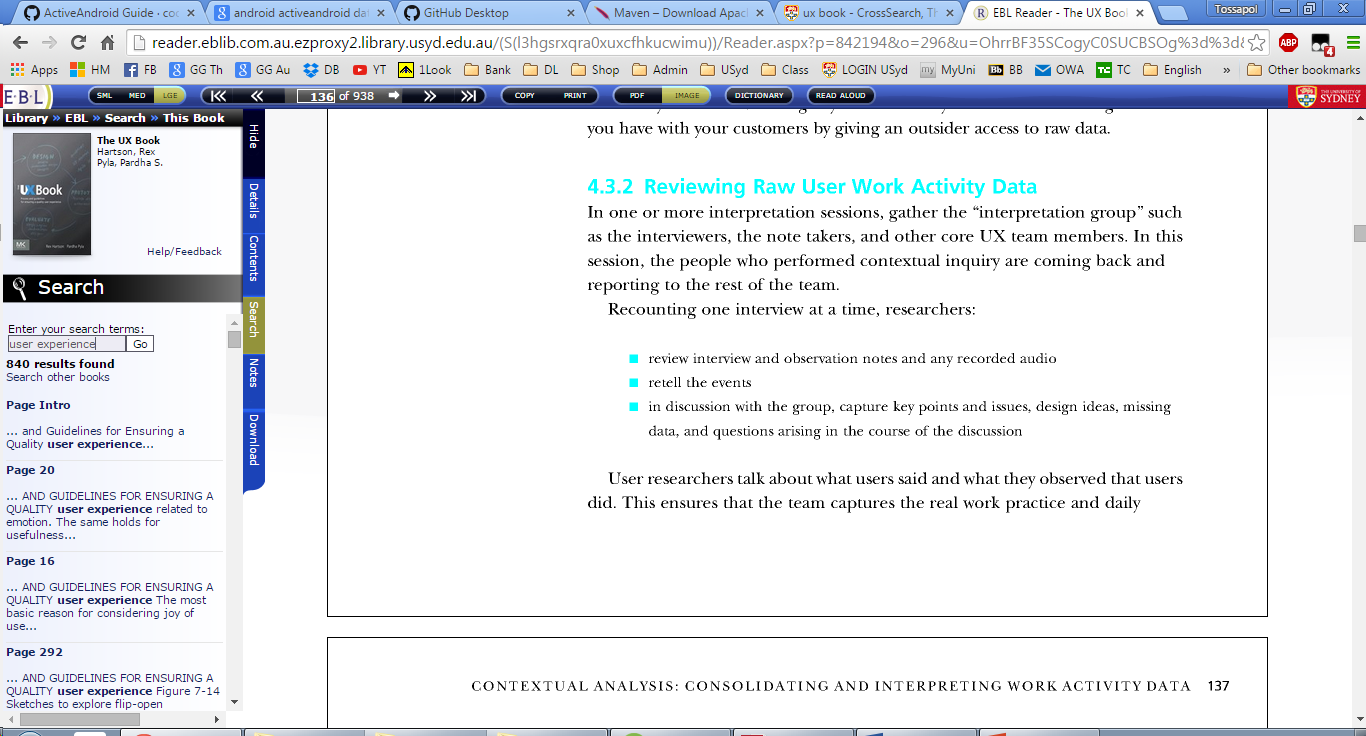 ActiveAndroid Guide · coc
android activeandroid dat
GitHub Desktop
Maven – Download Apac
ux book - CrossSearch, Th
EBL Reader - The UX Boo
Tossapol
reader.eblib.com.au.ezproxy2.library.usyd.edu.au/(S(l3hgsrxqra0xuxcfhkucwimu))/Reader.aspx?p=842194&o=296&u=OhrrBF35SCogyC0SUCBSOg%3d%3d&
ABP
4
Apps HM FB GG Th GG Au DB YT 1Look Bank DL Shop Admin USyd Class LOGIN USyd my MyUni Bb BB OWA TC TC English » Other bookmarks
EBL SML MED LGE 136 of 938 COPY PRINT PDF IMAGE DICTIONARY READ ALOUD THE UNIVERSITY OF SYDNEY
Library » EBL » Search » This Book
The UX Book
Hartson, Rex
Pyla, Pardha S.
UX Book
MK
Help/Feedback
Search
Enter your search terms:
user experience Go
840 results found
Search other books
Page Intro
... and Guidelines for Ensuring a
Quality user experience...
Page 20
... AND GUIDELINES FOR ENSURING A
QUALITY user experience related to
emotion. The same holds for
usefulness...
Page 16
... AND GUIDELINES FOR ENSURING A
QUALITY user experience The most
basic reason for considering joy of
use...
Page 292
... AND GUIDELINES FOR ENSURING A
QUALITY user experience Figure 7-14
Sketches to explore flip-open
Hide
Details
Contents
Search
Notes
Download
you have with your customers by giving an outsider access to raw data.
4.3.2 Reviewing Raw User Work Activity Data
In one or more interpretation sessions, gather the “interpretation group” such
as the interviewers, the note takers, and other core UX team members. In this
session, the people who performed contextual inquiry are coming back and
reporting to the rest of the team.
Recounting one interview at a time, researchers:
review interview and observation notes and any recorded audio
retell the events
in discussion with the group, capture key points and issues, design ideas, missing
data, and questions arising in the course of the discussion
User researchers talk about what users said and what they observed that users
did. This ensures that the team captures the real work practice and daily
CONTEXTUAL ANALYSIS: CONSOLIDATING AND INTERPRETING WORK ACTIVITY DATA 137